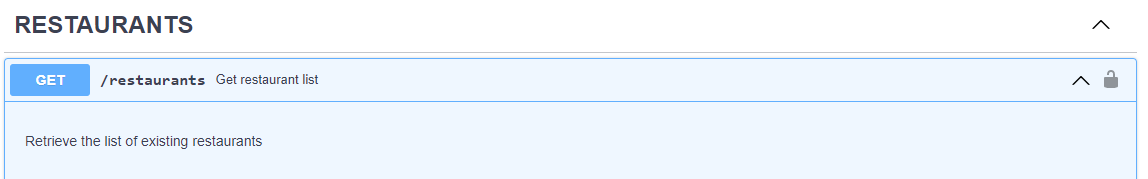 RESTAURANTS
GET /restaurants Get restaurant list
Retrieve the list of existing restaurants